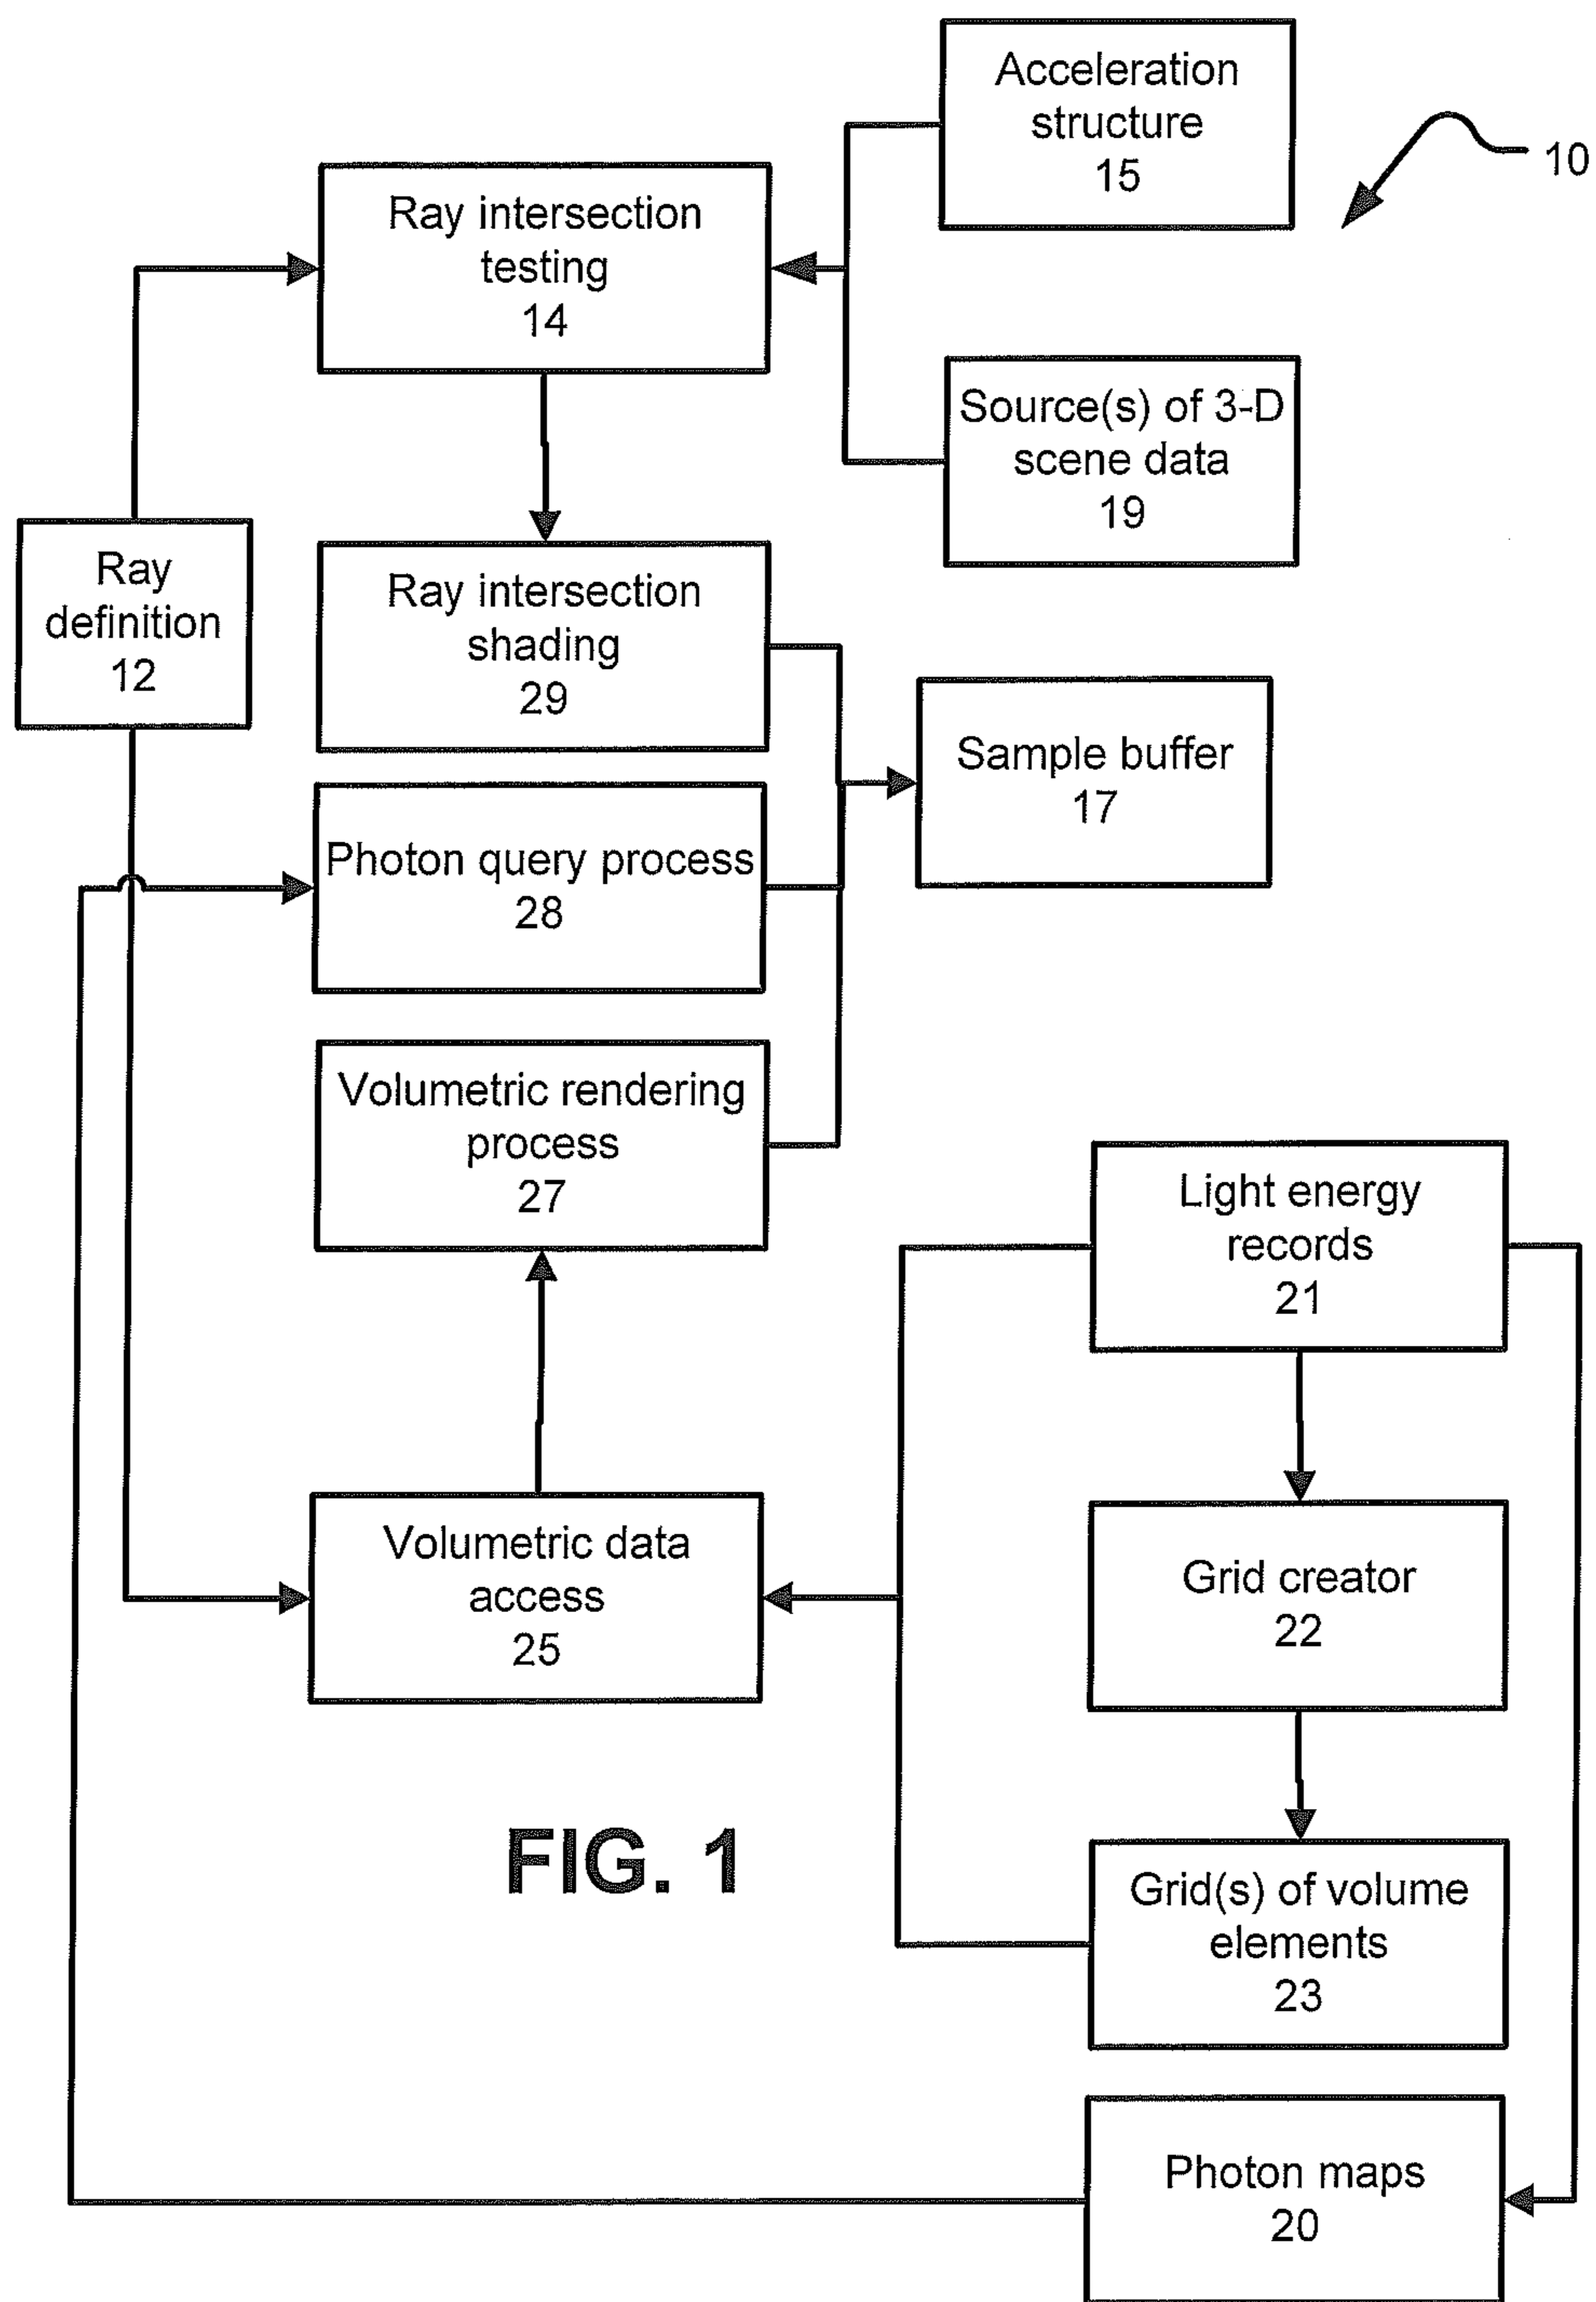 Acceleration
structure
15
10
Ray intersection
testing
14
Source(s) of 3-D
scene data
19
Ray
definition
12
Ray intersection
shading
29
Sample buffer
17
Photon query process
28
Volumetric rendering
process
27
Light energy
records
21
Volumetric data
access
25
Grid creator
22
FIG. 1
Grid(s) of volume
elements
23
Photon maps
20